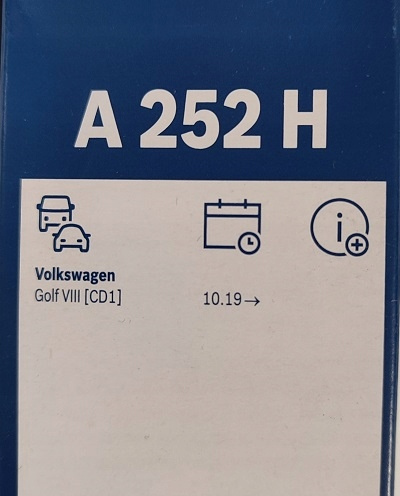 A 252 H
Volkswagen
Golf VIII [CD1]
10.19→